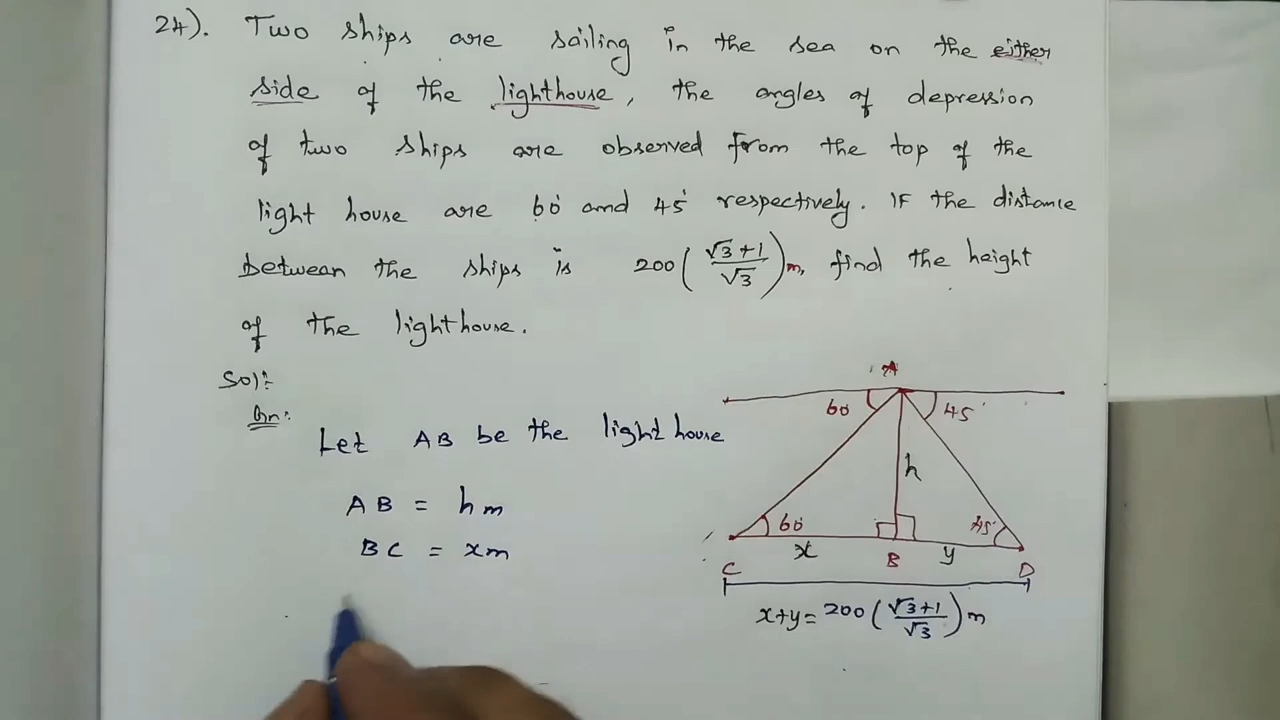 24). Two ships are sailing in the sea on the either
side of the lighthouse, the angles of depression
of two ships are observed from the top of the
light house are 60° and 45° respectively. If the distance
between the ships is 200(√3+1/√3)m, find the height
of the lighthouse.
Sol:
Gn:
Let AB be the light house
AB = hm
BC = xm
A
60° 45°
h
60° 45°
x B y
C D
x+y=200(√3+1/√3)m